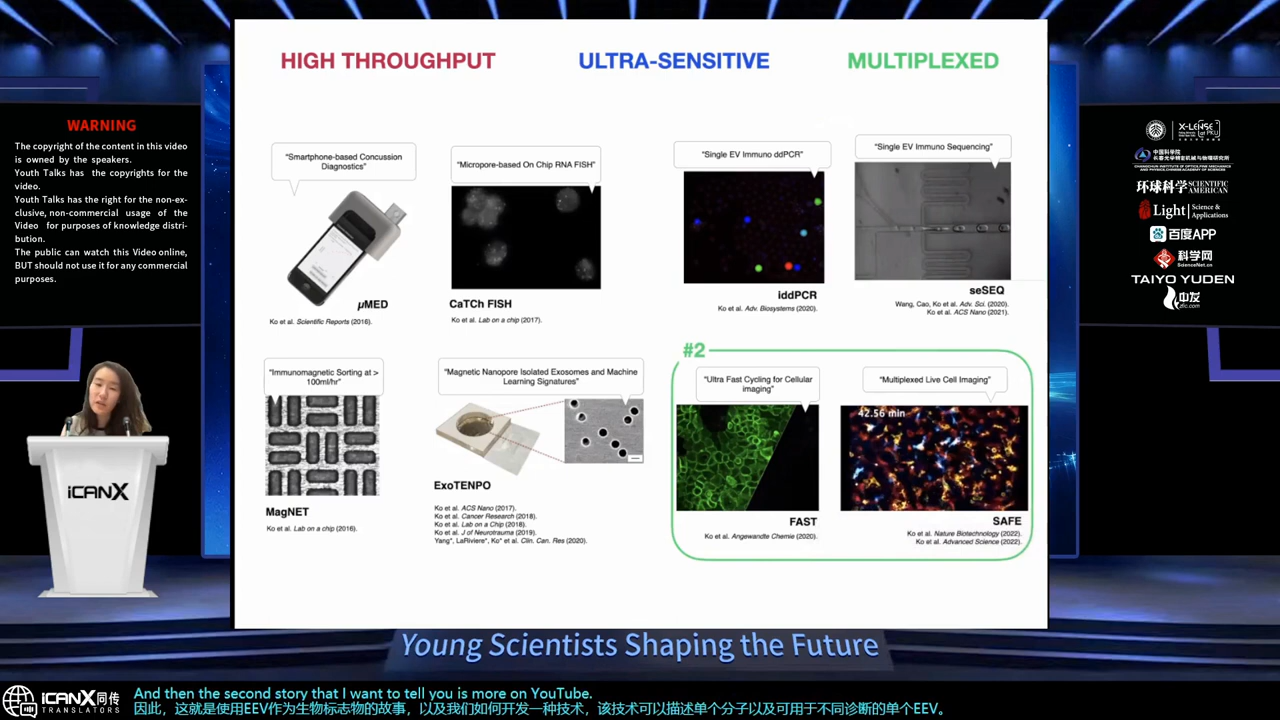 HIGH THROUGHPUT
ULTRA-SENSITIVE
MULTIPLEXED
WARNING
The copyright of the content in this video
is owned by the speakers.
Youth Talks has the copyrights for the
video.
Youth Talks has the right for the non-ex-
clusive, non-commercial usage of the
Video for purposes of knowledge distri-
bution.
The public can watch this Video online,
BUT should not use it for any commercial
purposes.
"Smartphone-based Concussion
Diagnostics"
µMED
Ko et al. Scientific Reports (2016).
"Micropore-based On Chip RNA FISH"
CaTCh FISH
Ko et al. Lab on a chip (2017).
"Single EV Immuno ddPCR"
iddPCR
Ko et al. Adv. Biosystems (2020).
"Single EV Immuno Sequencing"
seSEQ
Wang, Cao, Ko et al. Adv. Sci. (2020).
Ko et al. ACS Nano (2021).
"Immunomagnetic Sorting at >
100ml/hr"
MagNET
Ko et al. Lab on a chip (2016).
"Magnetic Nanopore Isolated Exosomes and Machine
Learning Signatures"
ExoTENPO
Ko et al. ACS Nano (2017).
Ko et al. Cancer Research (2018).
Ko et al. Lab on a Chip (2018).
Ko et al. J of Neurotrauma (2019).
Yang*, LaRiviere*, Ko* et al. Clin. Can. Res (2020).
#2
"Ultra Fast Cycling for Cellular
imaging"
FAST
Ko et al. Angewandte Chemie (2020).
"Multiplexed Live Cell Imaging"
42.56 min
SAFE
Ko et al. Nature Biotechnology (2022).
Ko et al. Advanced Science (2022).
X-LENSE PKU
中国科学院
长春光学精密机械与物理研究所
环球科学 SCIENTIFIC AMERICAN
Light Science & Applications
百度APP
科学网
ScienceNet.cn
TAIYO YUDEN
中发
iCANX
Young Scientists Shaping the Future
iCANX同传
TRANSLATORS
And then the second story that I want to tell you is more on YouTube.
因此，这就是使用EEV作为生物标志物的故事，以及我们如何开发一种技术，该技术可以描述单个分子以及可用于不同诊断的单个EEV。